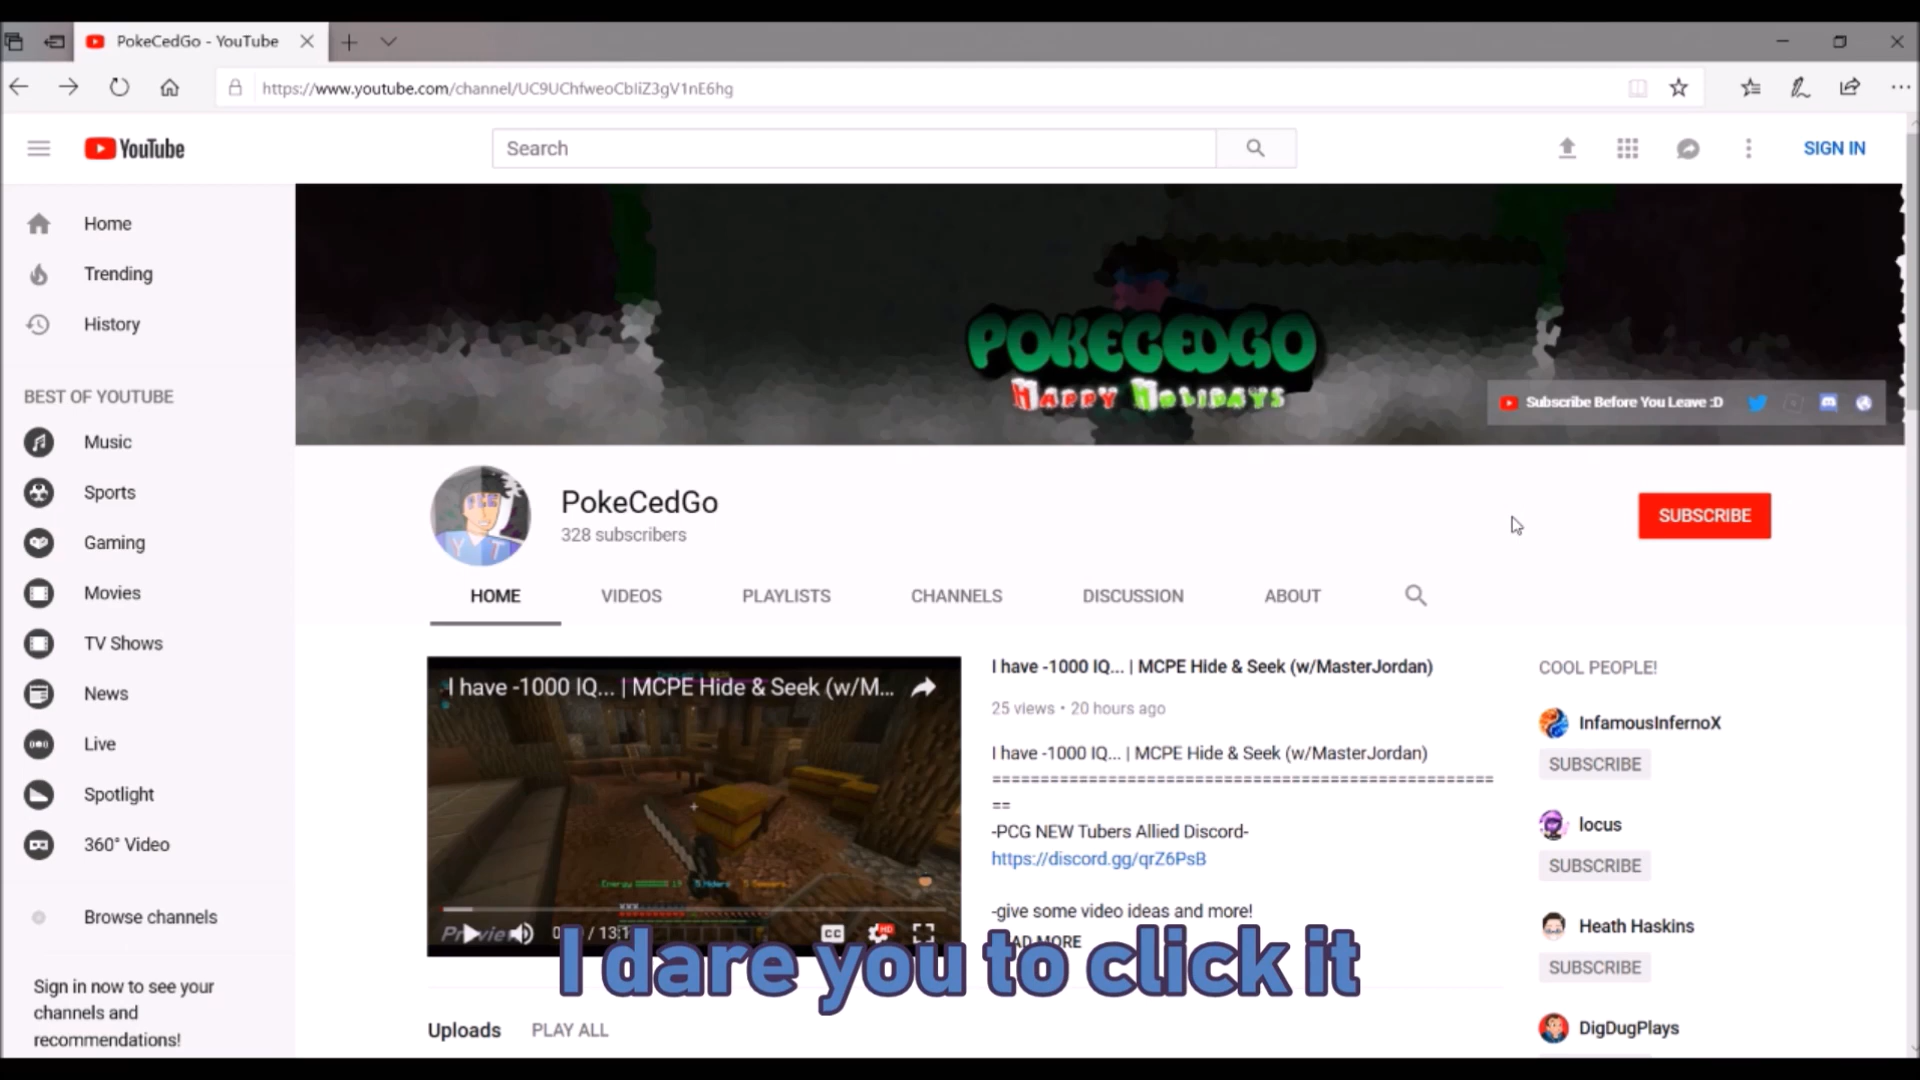 PokeCedGo - YouTube
https://www.youtube.com/channel/UC9UChfweoCbIiZ3gV1nE6hg
YouTube
Search
SIGN IN
Home
Trending
History
BEST OF YOUTUBE
Music
Sports
Gaming
Movies
TV Shows
News
Live
Spotlight
360° Video
Browse channels
Sign in now to see your
channels and
recommendations!
POKECEDGO
HAPPY HOLIDAYS
Subscribe Before You Leave :D
PokeCedGo
328 subscribers
SUBSCRIBE
HOME VIDEOS PLAYLISTS CHANNELS DISCUSSION ABOUT
I have -1000 IQ... | MCPE Hide & Seek (w/M...
I have -1000 IQ... | MCPE Hide & Seek (w/MasterJordan)
25 views • 20 hours ago
I have -1000 IQ... | MCPE Hide & Seek (w/MasterJordan)
====================================================
==
-PCG NEW Tubers Allied Discord-
https://discord.gg/qrZ6PsB
-give some video ideas and more!
MORE
CC HD
COOL PEOPLE!
InfamousInfernoX
SUBSCRIBE
locus
SUBSCRIBE
Heath Haskins
SUBSCRIBE
DigDugPlays
I dare you to click it
Uploads PLAY ALL